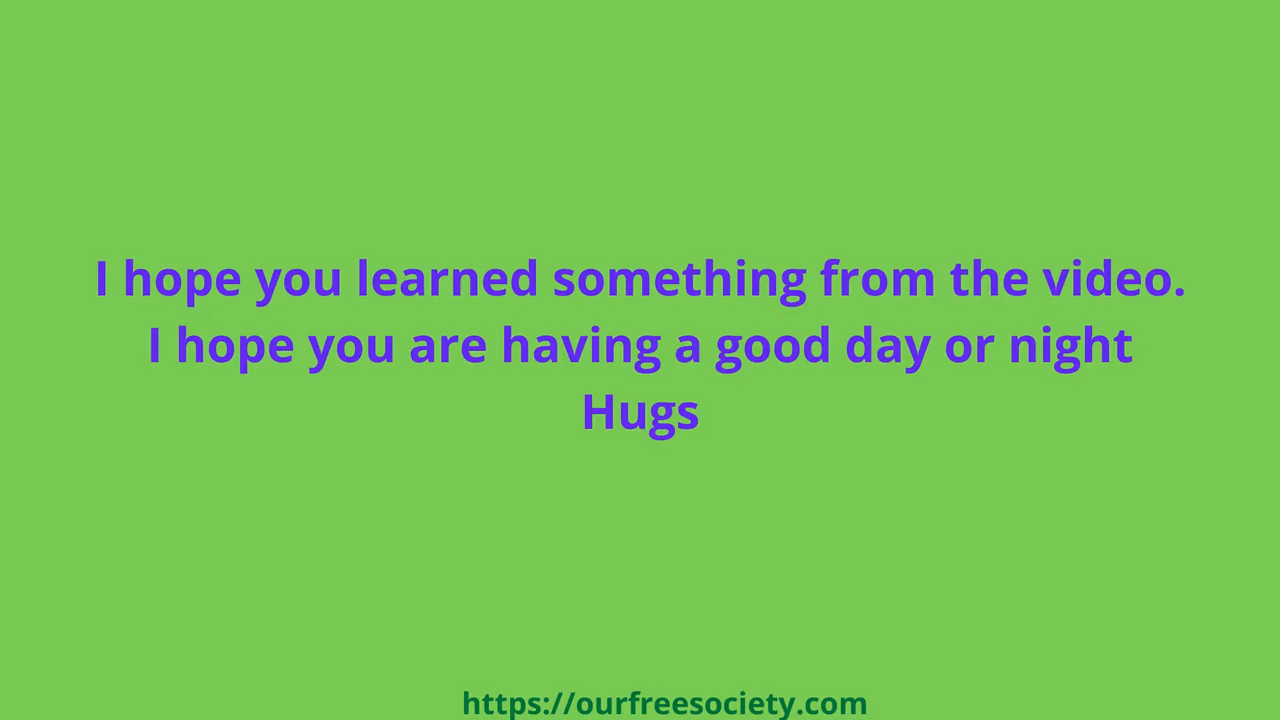 I hope you learned something from the video.
I hope you are having a good day or night
Hugs
https://ourfreesociety.com